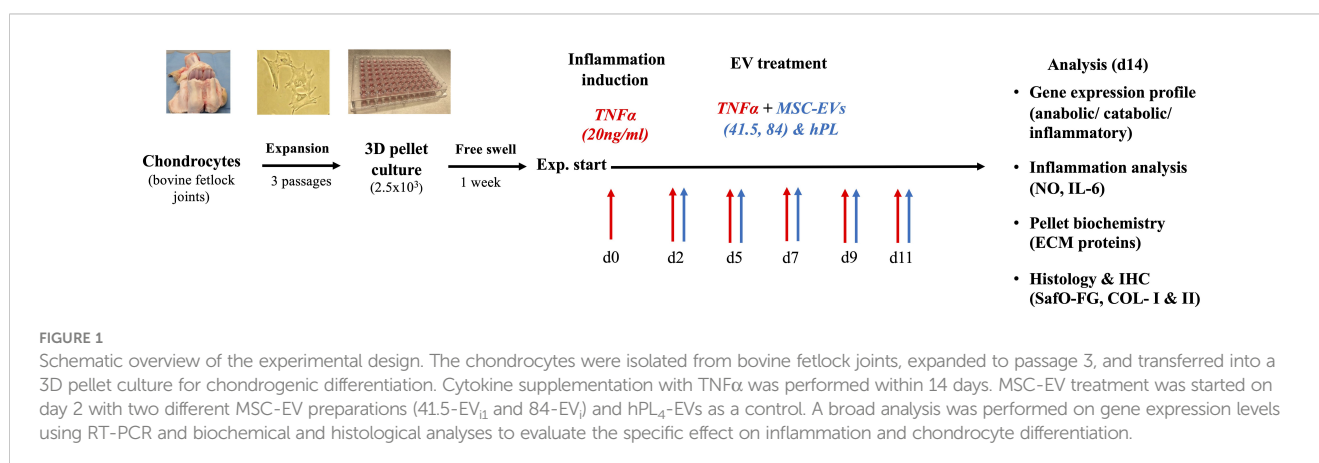 Chondrocytes
(bovine fetlock
joints)
Expansion
3 passages
3D pellet
culture
(2.5x10³)
Free swell
1 week
Inflammation
induction
TNFα
(20ng/ml)
EV treatment
TNFα + MSC-EVs
(41.5, 84) & hPL
Exp. start
d0
d2
d5
d7
d9
d11
Analysis (d14)
• Gene expression profile
(anabolic/ catabolic/
inflammatory)
• Inflammation analysis
(NO, IL-6)
• Pellet biochemistry
(ECM proteins)
• Histology & IHC
(SafO-FG, COL- I & II)
FIGURE 1
Schematic overview of the experimental design. The chondrocytes were isolated from bovine fetlock joints, expanded to passage 3, and transferred into a
3D pellet culture for chondrogenic differentiation. Cytokine supplementation with TNFα was performed within 14 days. MSC-EV treatment was started on
day 2 with two different MSC-EV preparations (41.5-EVi1 and 84-EVi) and hPL4-EVs as a control. A broad analysis was performed on gene expression levels
using RT-PCR and biochemical and histological analyses to evaluate the specific effect on inflammation and chondrocyte differentiation.